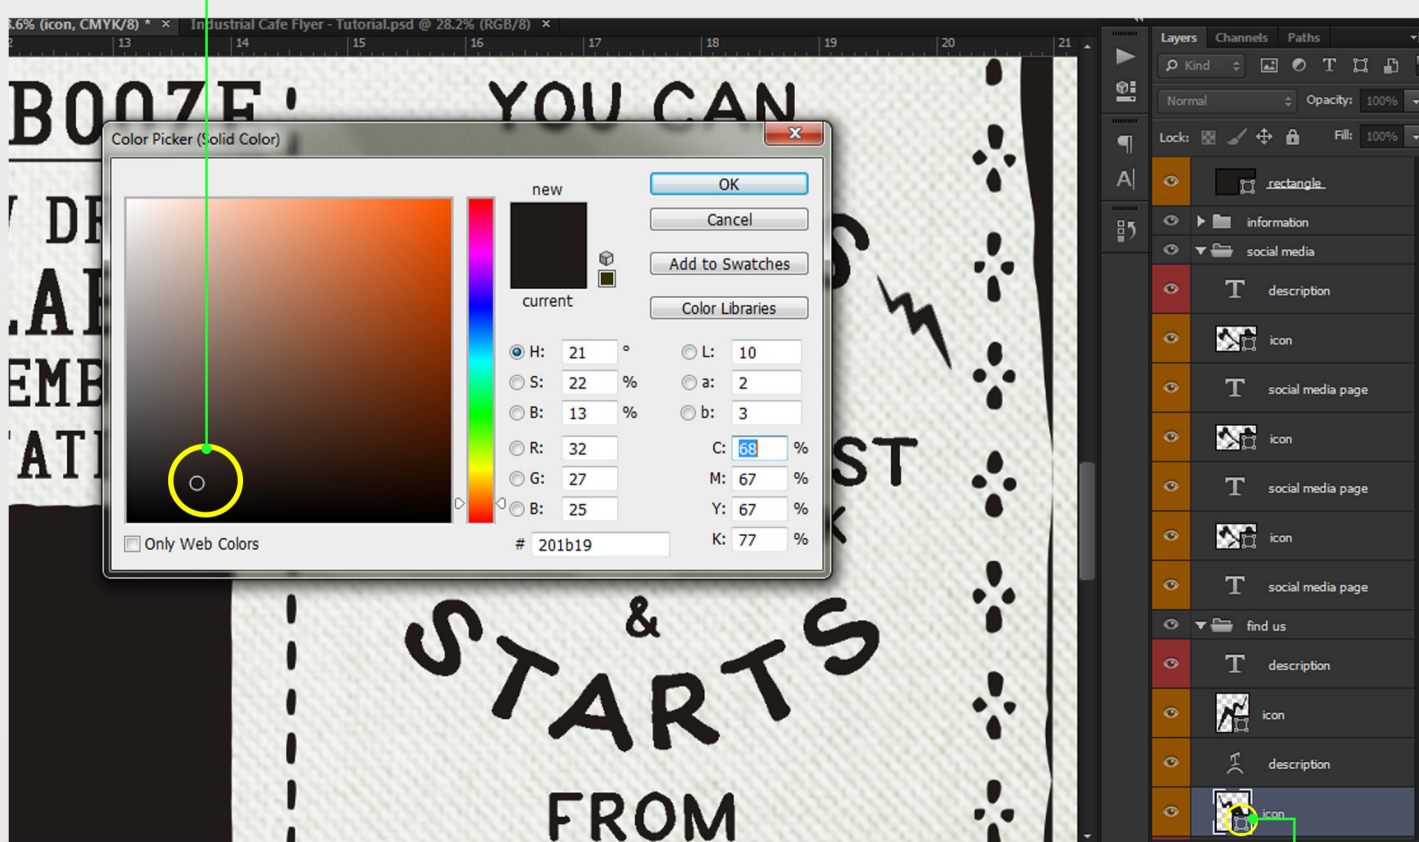 .6% (icon, CMYK/8) * × Industrial Cafe Flyer - Tutorial.psd @ 28.2% (RGB/8) ×
13 14 15 16 17 18 19 20 21
BOOZE
YOU CAN
Color Picker (Solid Color)
new
current
OK
Cancel
Add to Swatches
Color Libraries
H: 21 °
S: 22 %
B: 13 %
R: 32
G: 27
B: 25
# 201b19
L: 10
a: 2
b: 3
C: 68 %
M: 67 %
Y: 67 %
K: 77 %
Only Web Colors
&
STARTS
FROM
Layers Channels Paths
Kind
Normal Opacity: 100%
Lock: Fill: 100%
rectangle
information
social media
description
icon
social media page
icon
social media page
icon
social media page
find us
description
icon
description
icon